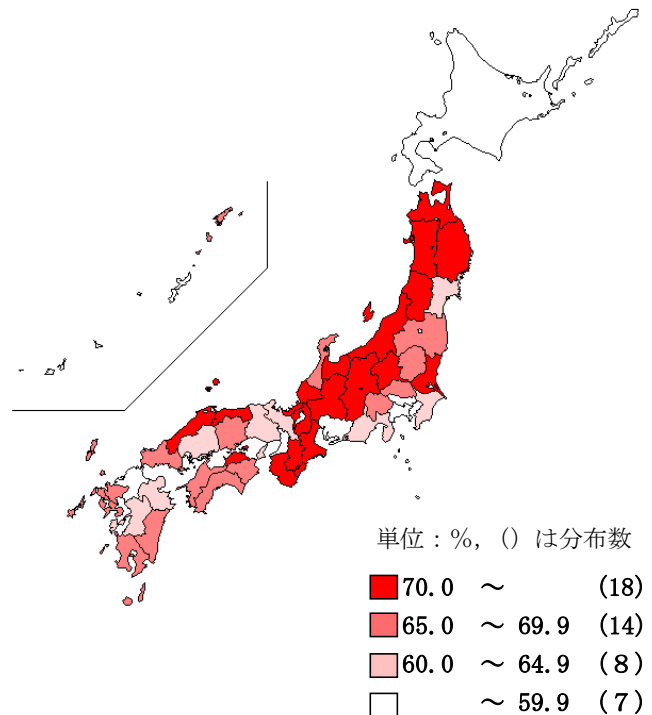 単位：％，（）は分布数
70.0 ～ (18)
65.0 ～ 69.9 (14)
60.0 ～ 64.9 (８)
～ 59.9 (７)